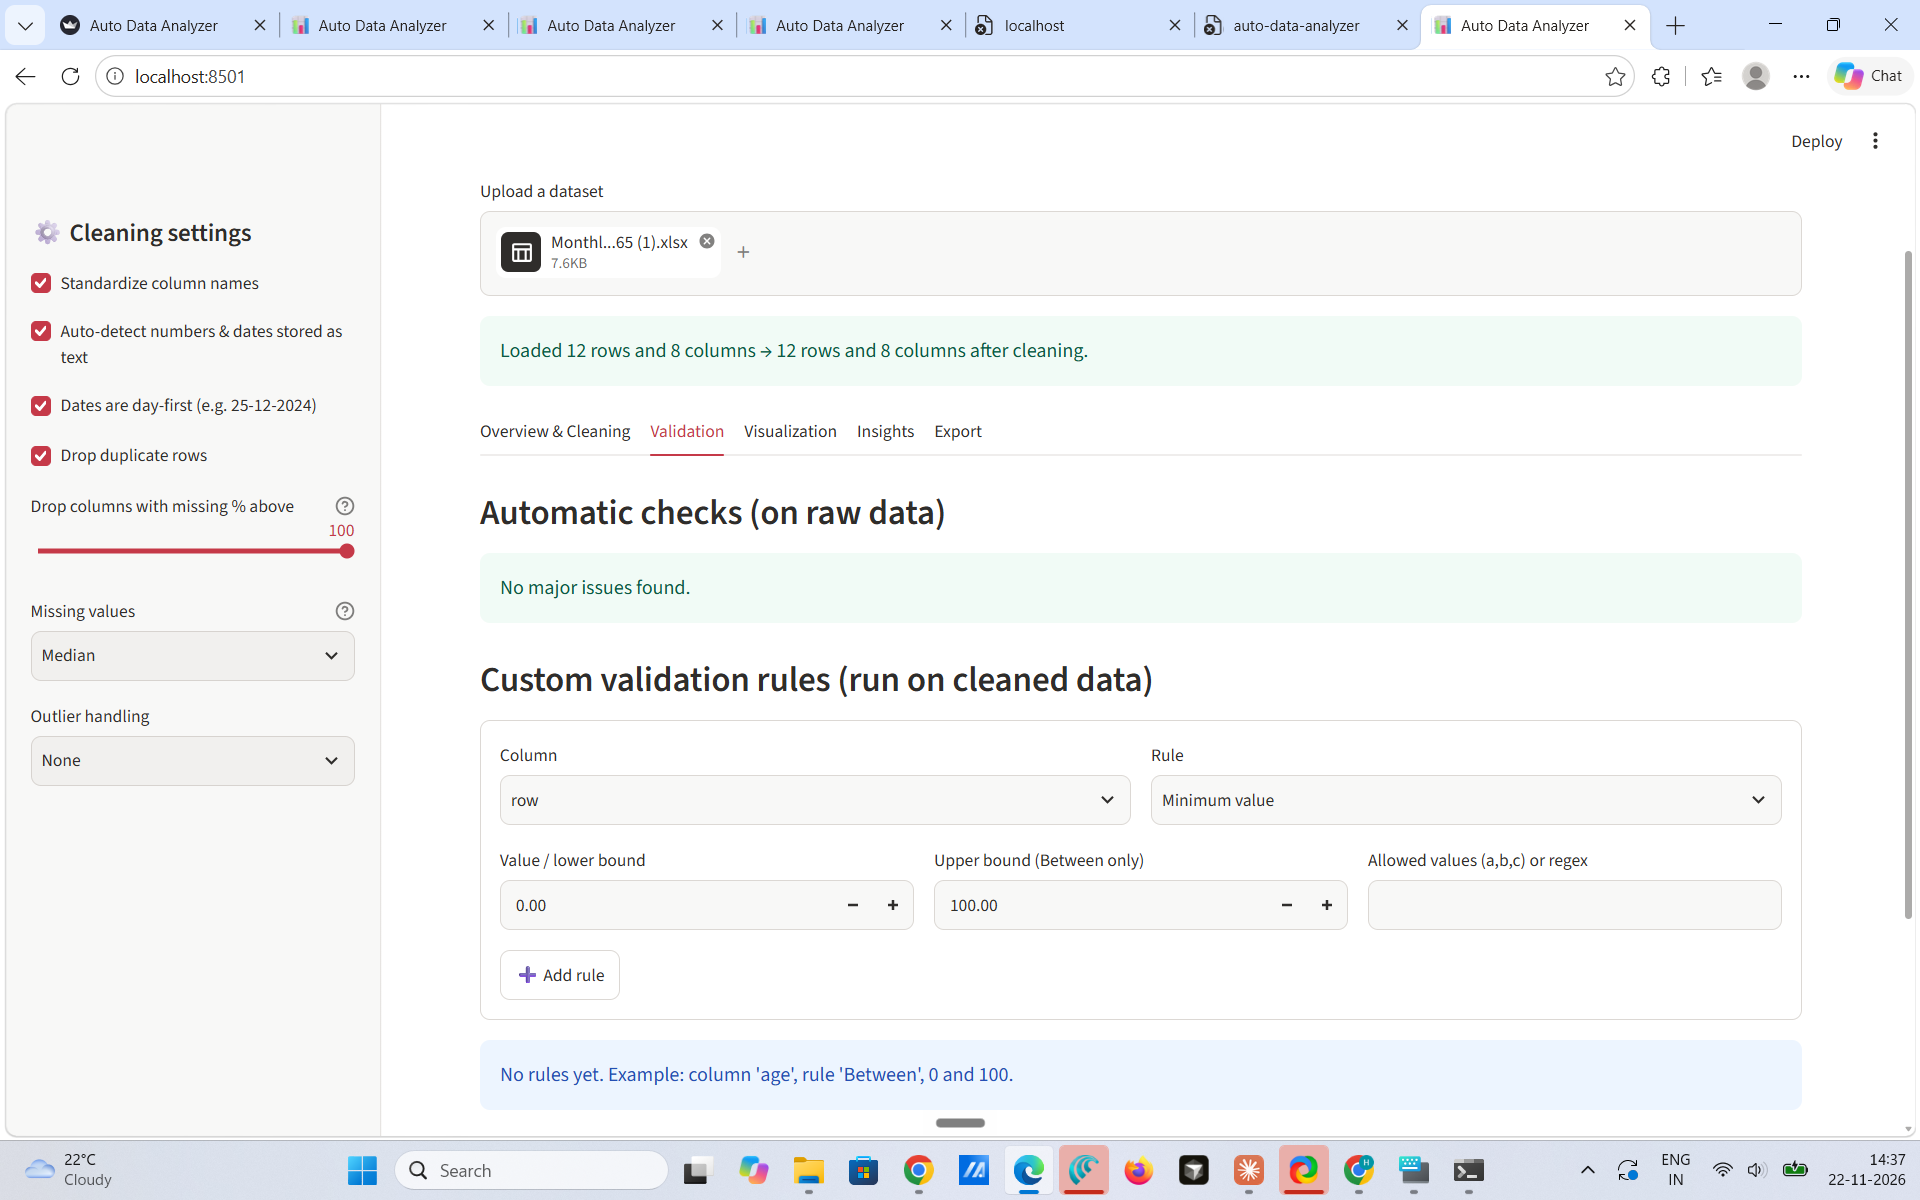 Auto Data Analyzer
Auto Data Analyzer
Auto Data Analyzer
Auto Data Analyzer
localhost
auto-data-analyzer
Auto Data Analyzer
localhost:8501
Chat
Deploy
Cleaning settings
Standardize column names
Auto-detect numbers & dates stored as
text
Dates are day-first (e.g. 25-12-2024)
Drop duplicate rows
Drop columns with missing % above
100
Missing values
Median
Outlier handling
None
Upload a dataset
Monthl...65 (1).xlsx
7.6KB
Loaded 12 rows and 8 columns → 12 rows and 8 columns after cleaning.
Overview & Cleaning Validation Visualization Insights Export
Automatic checks (on raw data)
No major issues found.
Custom validation rules (run on cleaned data)
Column Rule
row Minimum value
Value / lower bound Upper bound (Between only) Allowed values (a,b,c) or regex
0.00 100.00
Add rule
No rules yet. Example: column 'age', rule 'Between', 0 and 100.
22°C
Cloudy
Search
ENG
IN
14:37
22-11-2026